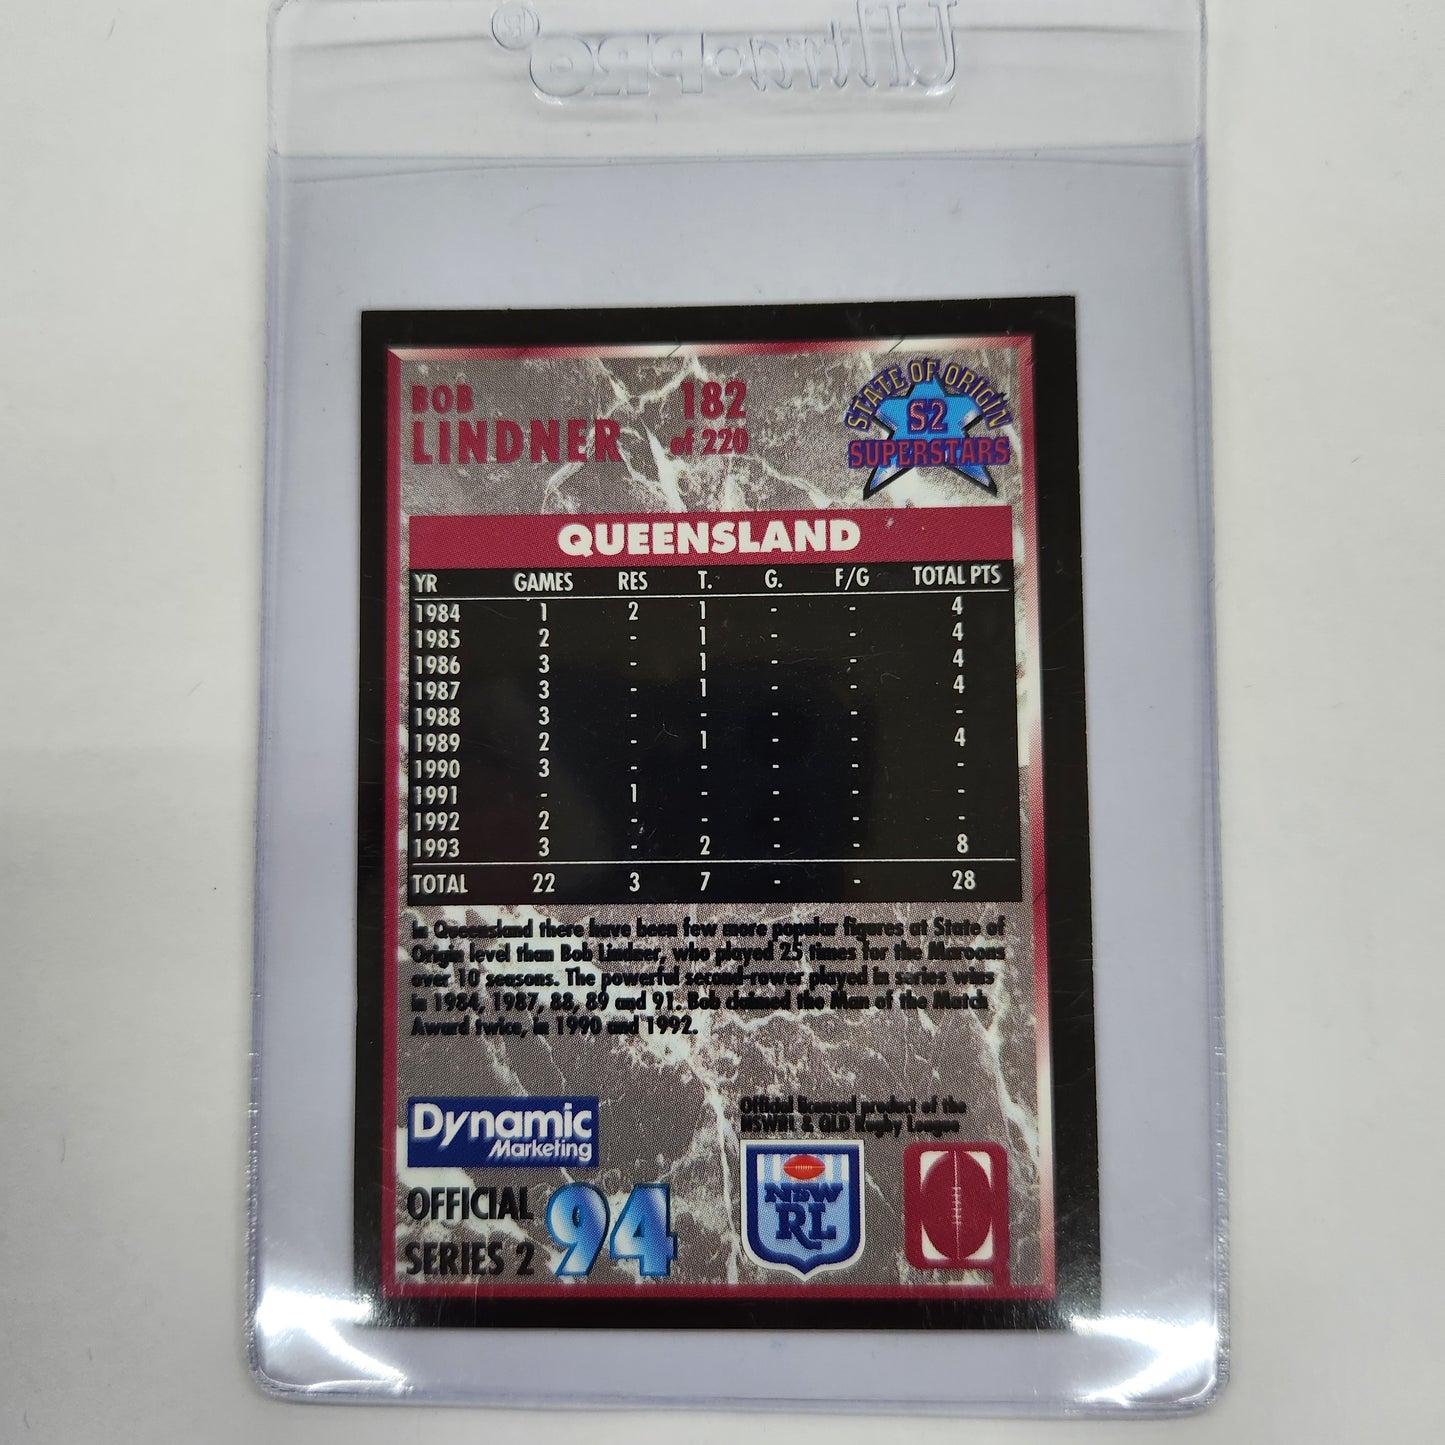 Ultra•PRO®
BOB
LINDNER
182
of 220
STATE OF ORIGIN
S2
SUPERSTARS
QUEENSLAND
YR GAMES RES T. G. F/G TOTAL PTS
1984 1 2 1 - - 4
1985 2 - 1 - - 4
1986 3 - 1 - - 4
1987 3 - 1 - - 4
1988 3 - - - - -
1989 2 - 1 - - 4
1990 3 - - - - -
1991 - 1 - - - -
1992 2 - - - - -
1993 3 - 2 - - 8
TOTAL 22 3 7 - - 28
In Queensland there have been few more popular figures at State of
Origin level than Bob Lindner, who played 25 times for the Maroons
over 10 seasons. The powerful second-rower played in series wins
in 1984, 1987, 88, 89 and 91. Bob claimed the Man of the Match
Award twice, in 1990 and 1992.
Dynamic
Marketing
OFFICIAL
SERIES 2
94
Official licensed product of the
NSWRL & QLD Rugby League
NSW
RL